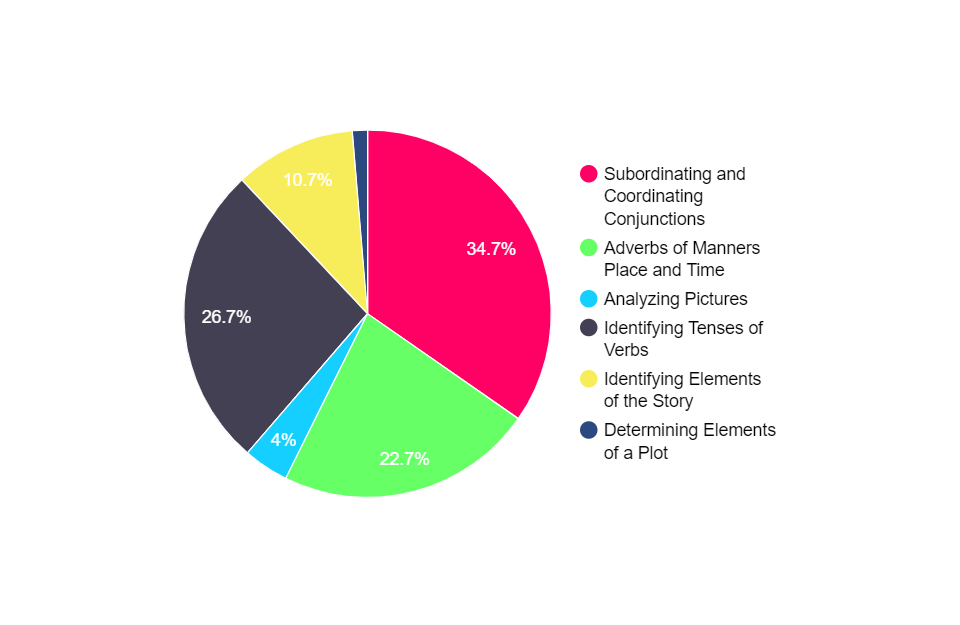 10.7%
34.7%
26.7%
4%
22.7%
Subordinating and
Coordinating
Conjunctions
Adverbs of Manners
Place and Time
Analyzing Pictures
Identifying Tenses of
Verbs
Identifying Elements
of the Story
Determining Elements
of a Plot